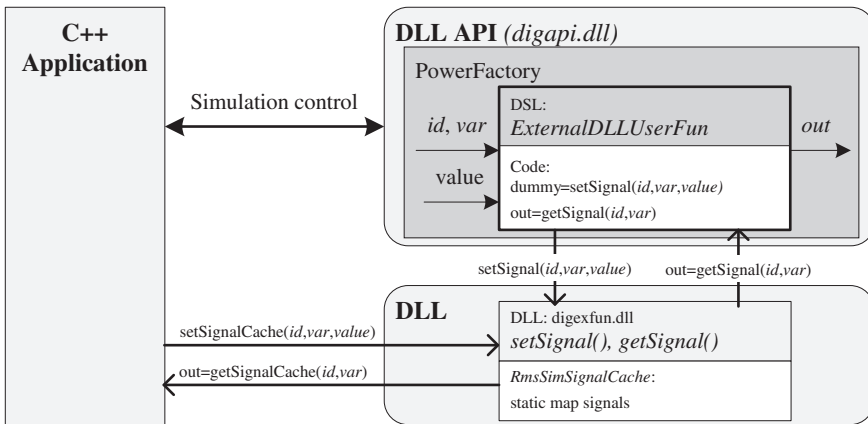 C++
Application
Simulation control
DLL API (digapi.dll)
PowerFactory
id, var
value
DSL:
ExternalDLLUserFun
out
Code:
dummy=setSignal(id,var,value)
out=getSignal(id,var)
setSignal(id,var,value)
out=getSignal(id,var)
DLL
setSignalCache(id,var,value)
out=getSignalCache(id,var)
DLL: digexfun.dll
setSignal(), getSignal()
RmsSimSignalCache:
static map signals